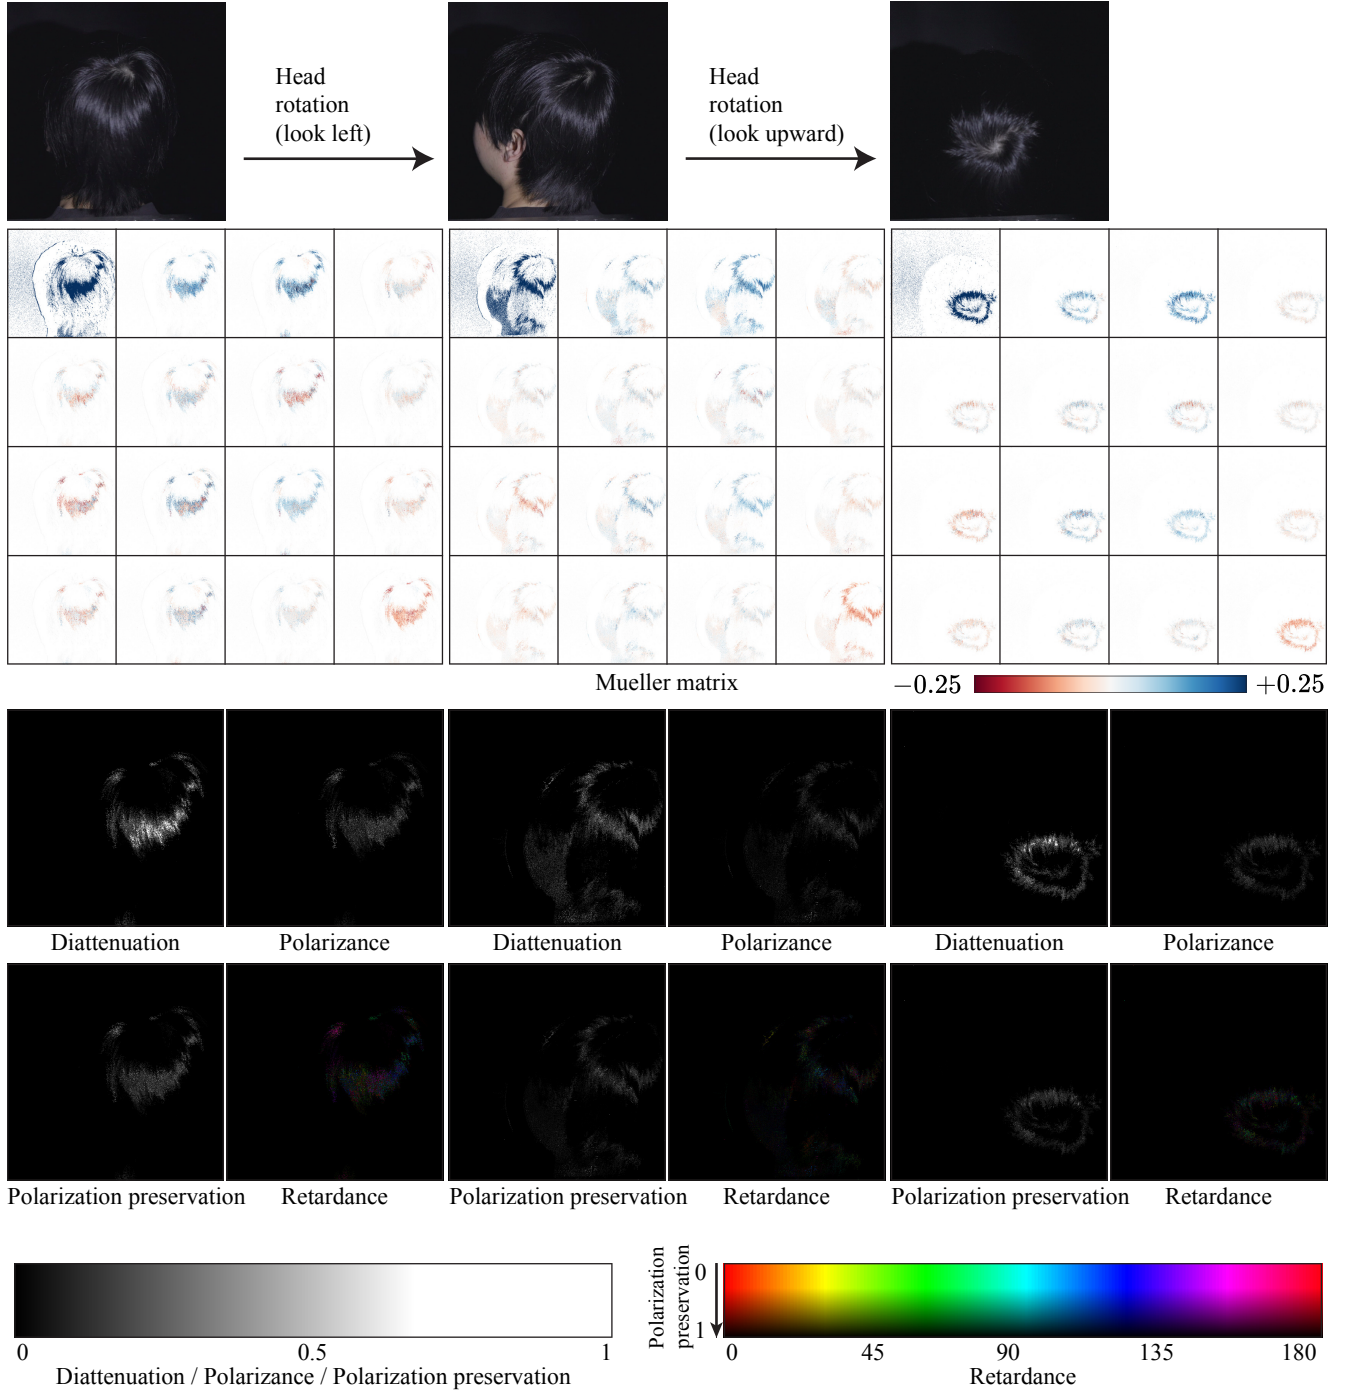 Head
rotation
(look left)
Head
rotation
(look upward)
Mueller matrix
−0.25
+0.25
Diattenuation
Polarizance
Diattenuation
Polarizance
Diattenuation
Polarizance
Polarization preservation
Retardance
Polarization preservation
Retardance
Polarization preservation
Retardance
0
0.5
1
Diattenuation / Polarizance / Polarization preservation
Polarization
preservation
0
1
0
45
90
135
180
Retardance